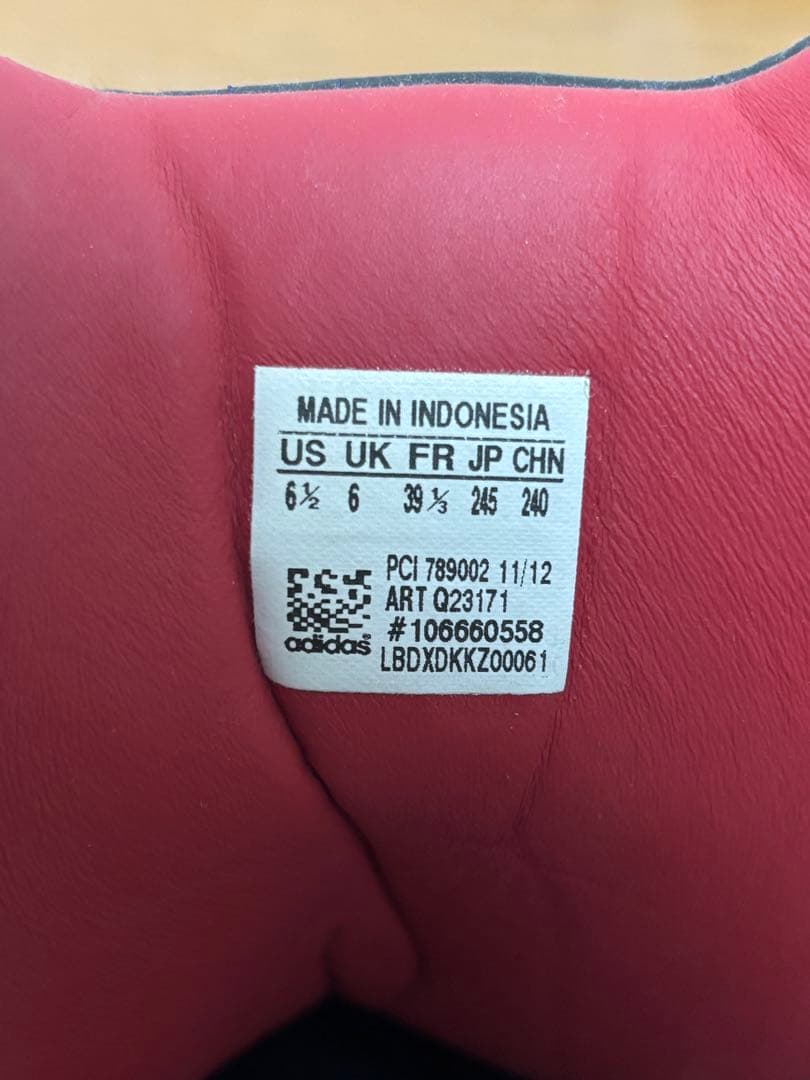 MADE IN INDONESIA
US UK FR JP CHN
6½ 6 39⅓ 245 240
PCI 789002 11/12
ART Q23171
#106660558
adidas®
LBDXDKKZ00061